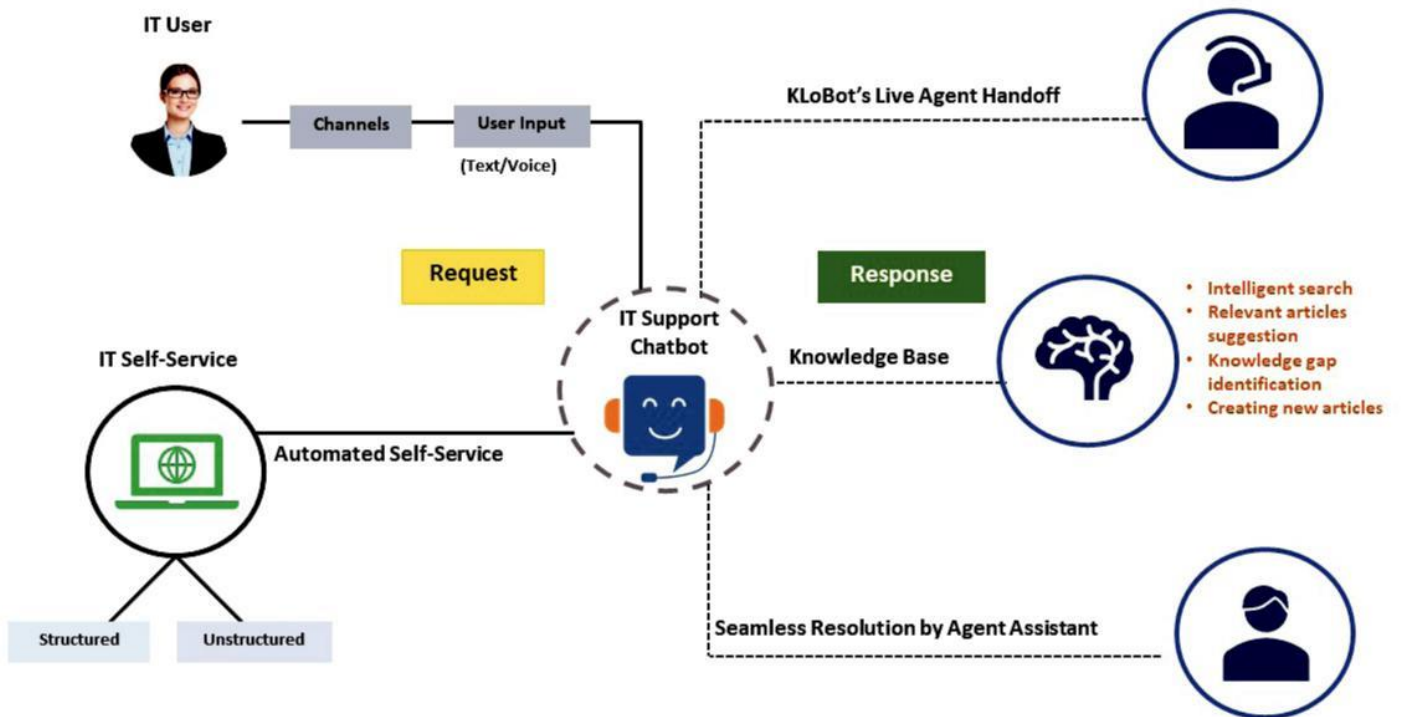 IT User
Channels
User Input
(Text/Voice)
KLoBot's Live Agent Handoff
Request
Response
IT Support
Chatbot
Knowledge Base
• Intelligent search
• Relevant articles
suggestion
• Knowledge gap
identification
• Creating new articles
IT Self-Service
Automated Self-Service
Structured
Unstructured
Seamless Resolution by Agent Assistant